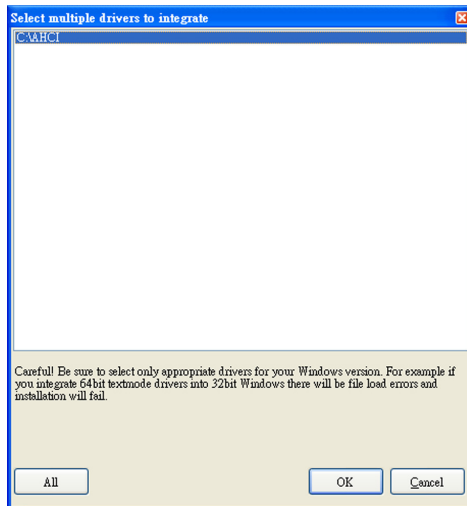 Select multiple drivers to integrate
C:\AHCI
Careful! Be sure to select only appropriate drivers for your Windows version. For example if
you integrate 64bit textmode drivers into 32bit Windows there will be file load errors and
installation will fail.
All
OK
Cancel